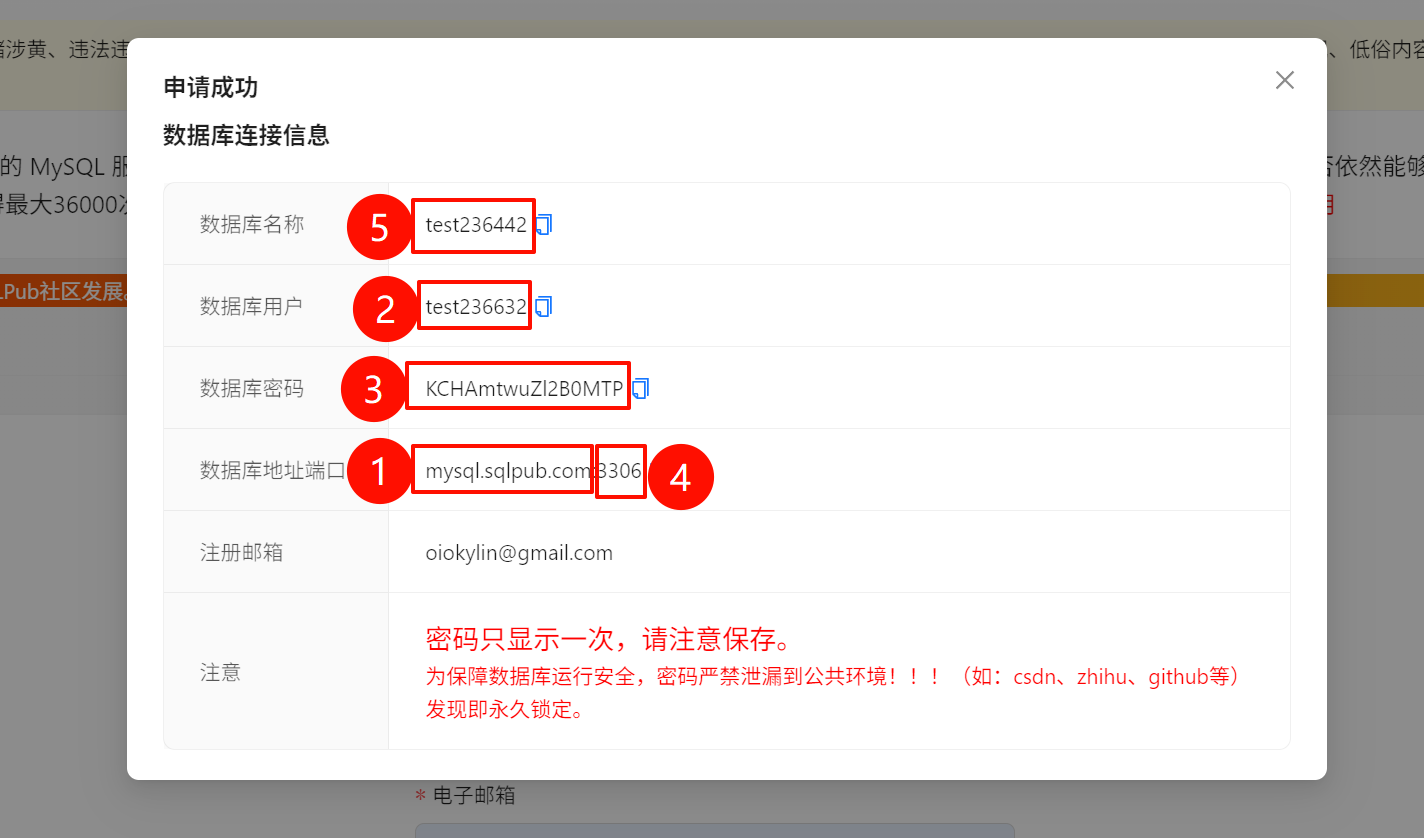 者涉黄、违法违
、低俗内容
申请成功
数据库连接信息
的 MySQL 服
否依然能够
得最大36000次
用
数据库名称 5 test236442
LPub社区发展。
数据库用户 2 test236632
数据库密码 3 KCHAmtwuZl2B0MTP
数据库地址端口 1 mysql.sqlpub.com:3306 4
注册邮箱 oiokylin@gmail.com
密码只显示一次，请注意保存。
注意 为保障数据库运行安全，密码严禁泄漏到公共环境！！！（如：csdn、zhihu、github等）
发现即永久锁定。
* 电子邮箱